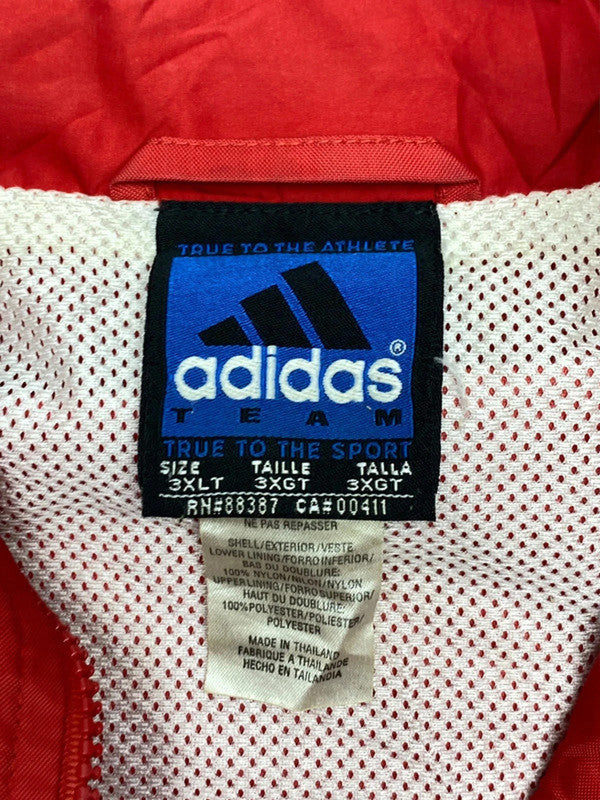 TRUE TO THE ATHLETE
adidas®
TEAM
TRUE TO THE SPORT
SIZE TAILLE TALLA
3XLT 3XGT 3XGT
RN#88387 CA#00411
NE PAS REPASSER
SHELL/EXTERIOR/VESTE
LOWER LINING/FORRO INFERIOR/
BAS DU DOUBLURE:
100% NYLON/NILON/NYLON
UPPER LINING/FORRO SUPERIOR/
HAUT DU DOUBLURE:
100%POLYESTER/POLIESTER/
POLYESTER
MADE IN THAILAND
FABRIQUE A THAILANDE
HECHO EN TAILANDIA